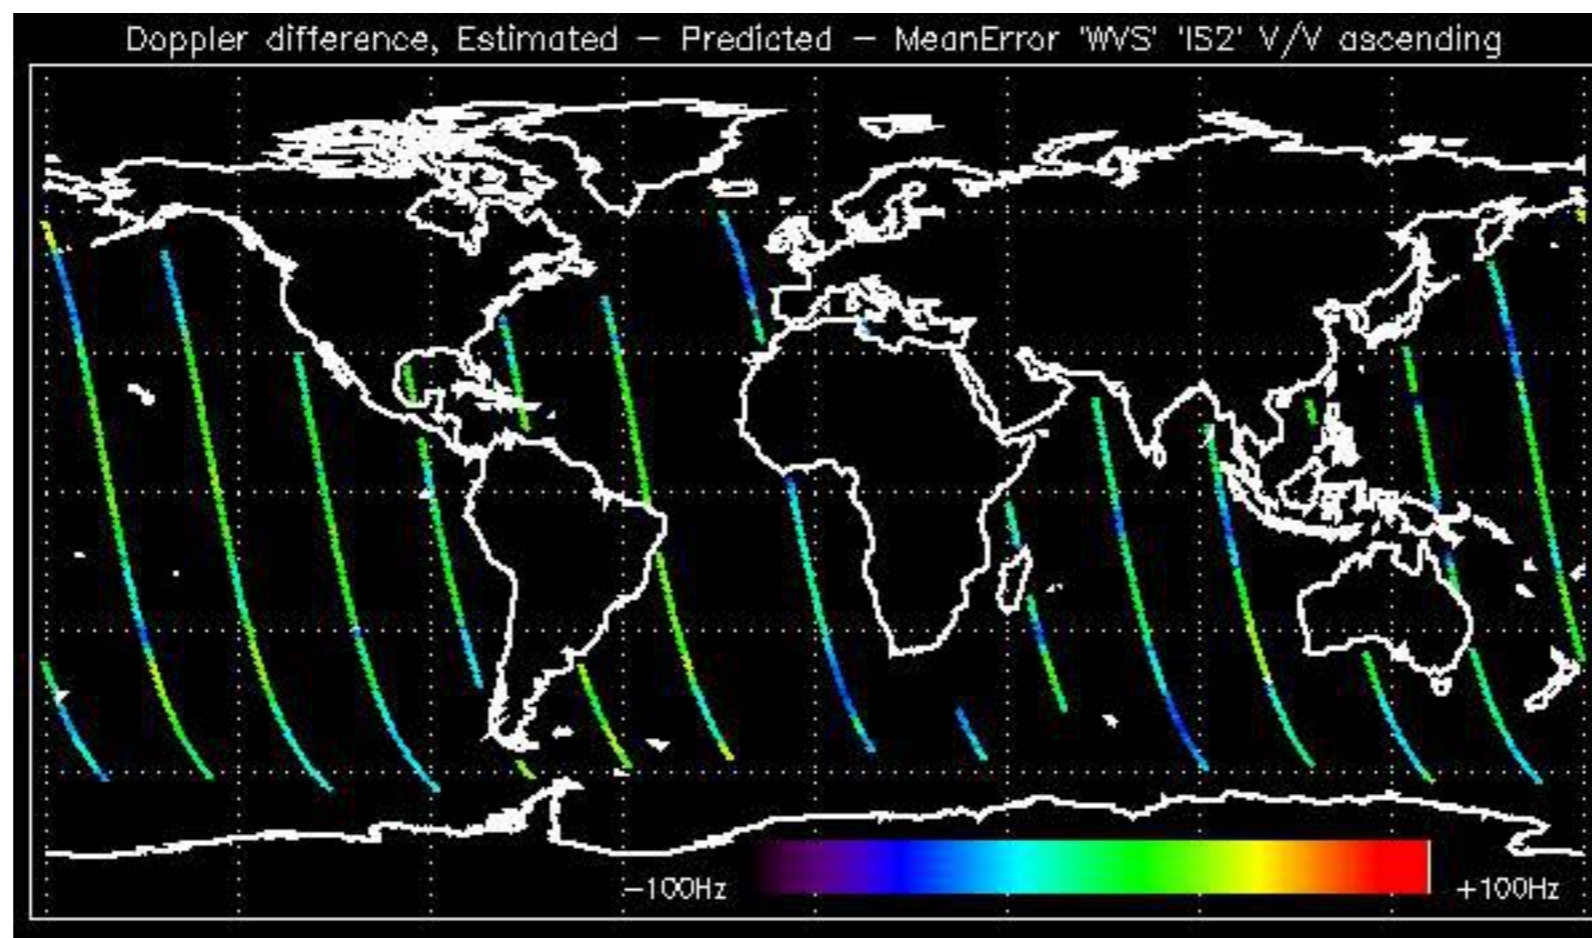 Doppler difference, Estimated – Predicted – MeanError 'WVS' 'IS2' V/V ascending
–100Hz +100Hz